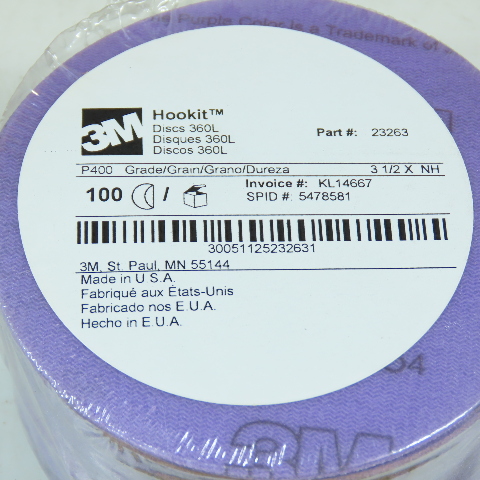 The Purple Color is a Trademark of
3M
Hookit™
Discs 360L
Disques 360L
Discos 360L
Part #: 23263
P400 Grade/Grain/Grano/Dureza 3 1/2 X NH
100 /
Invoice #: KL14667
SPID #: 5478581
30051125232631
3M, St. Paul, MN 55144
Made in U.S.A.
Fabriqué aux États-Unis
Fabricado nos E.U.A.
Hecho in E.U.A.
3M